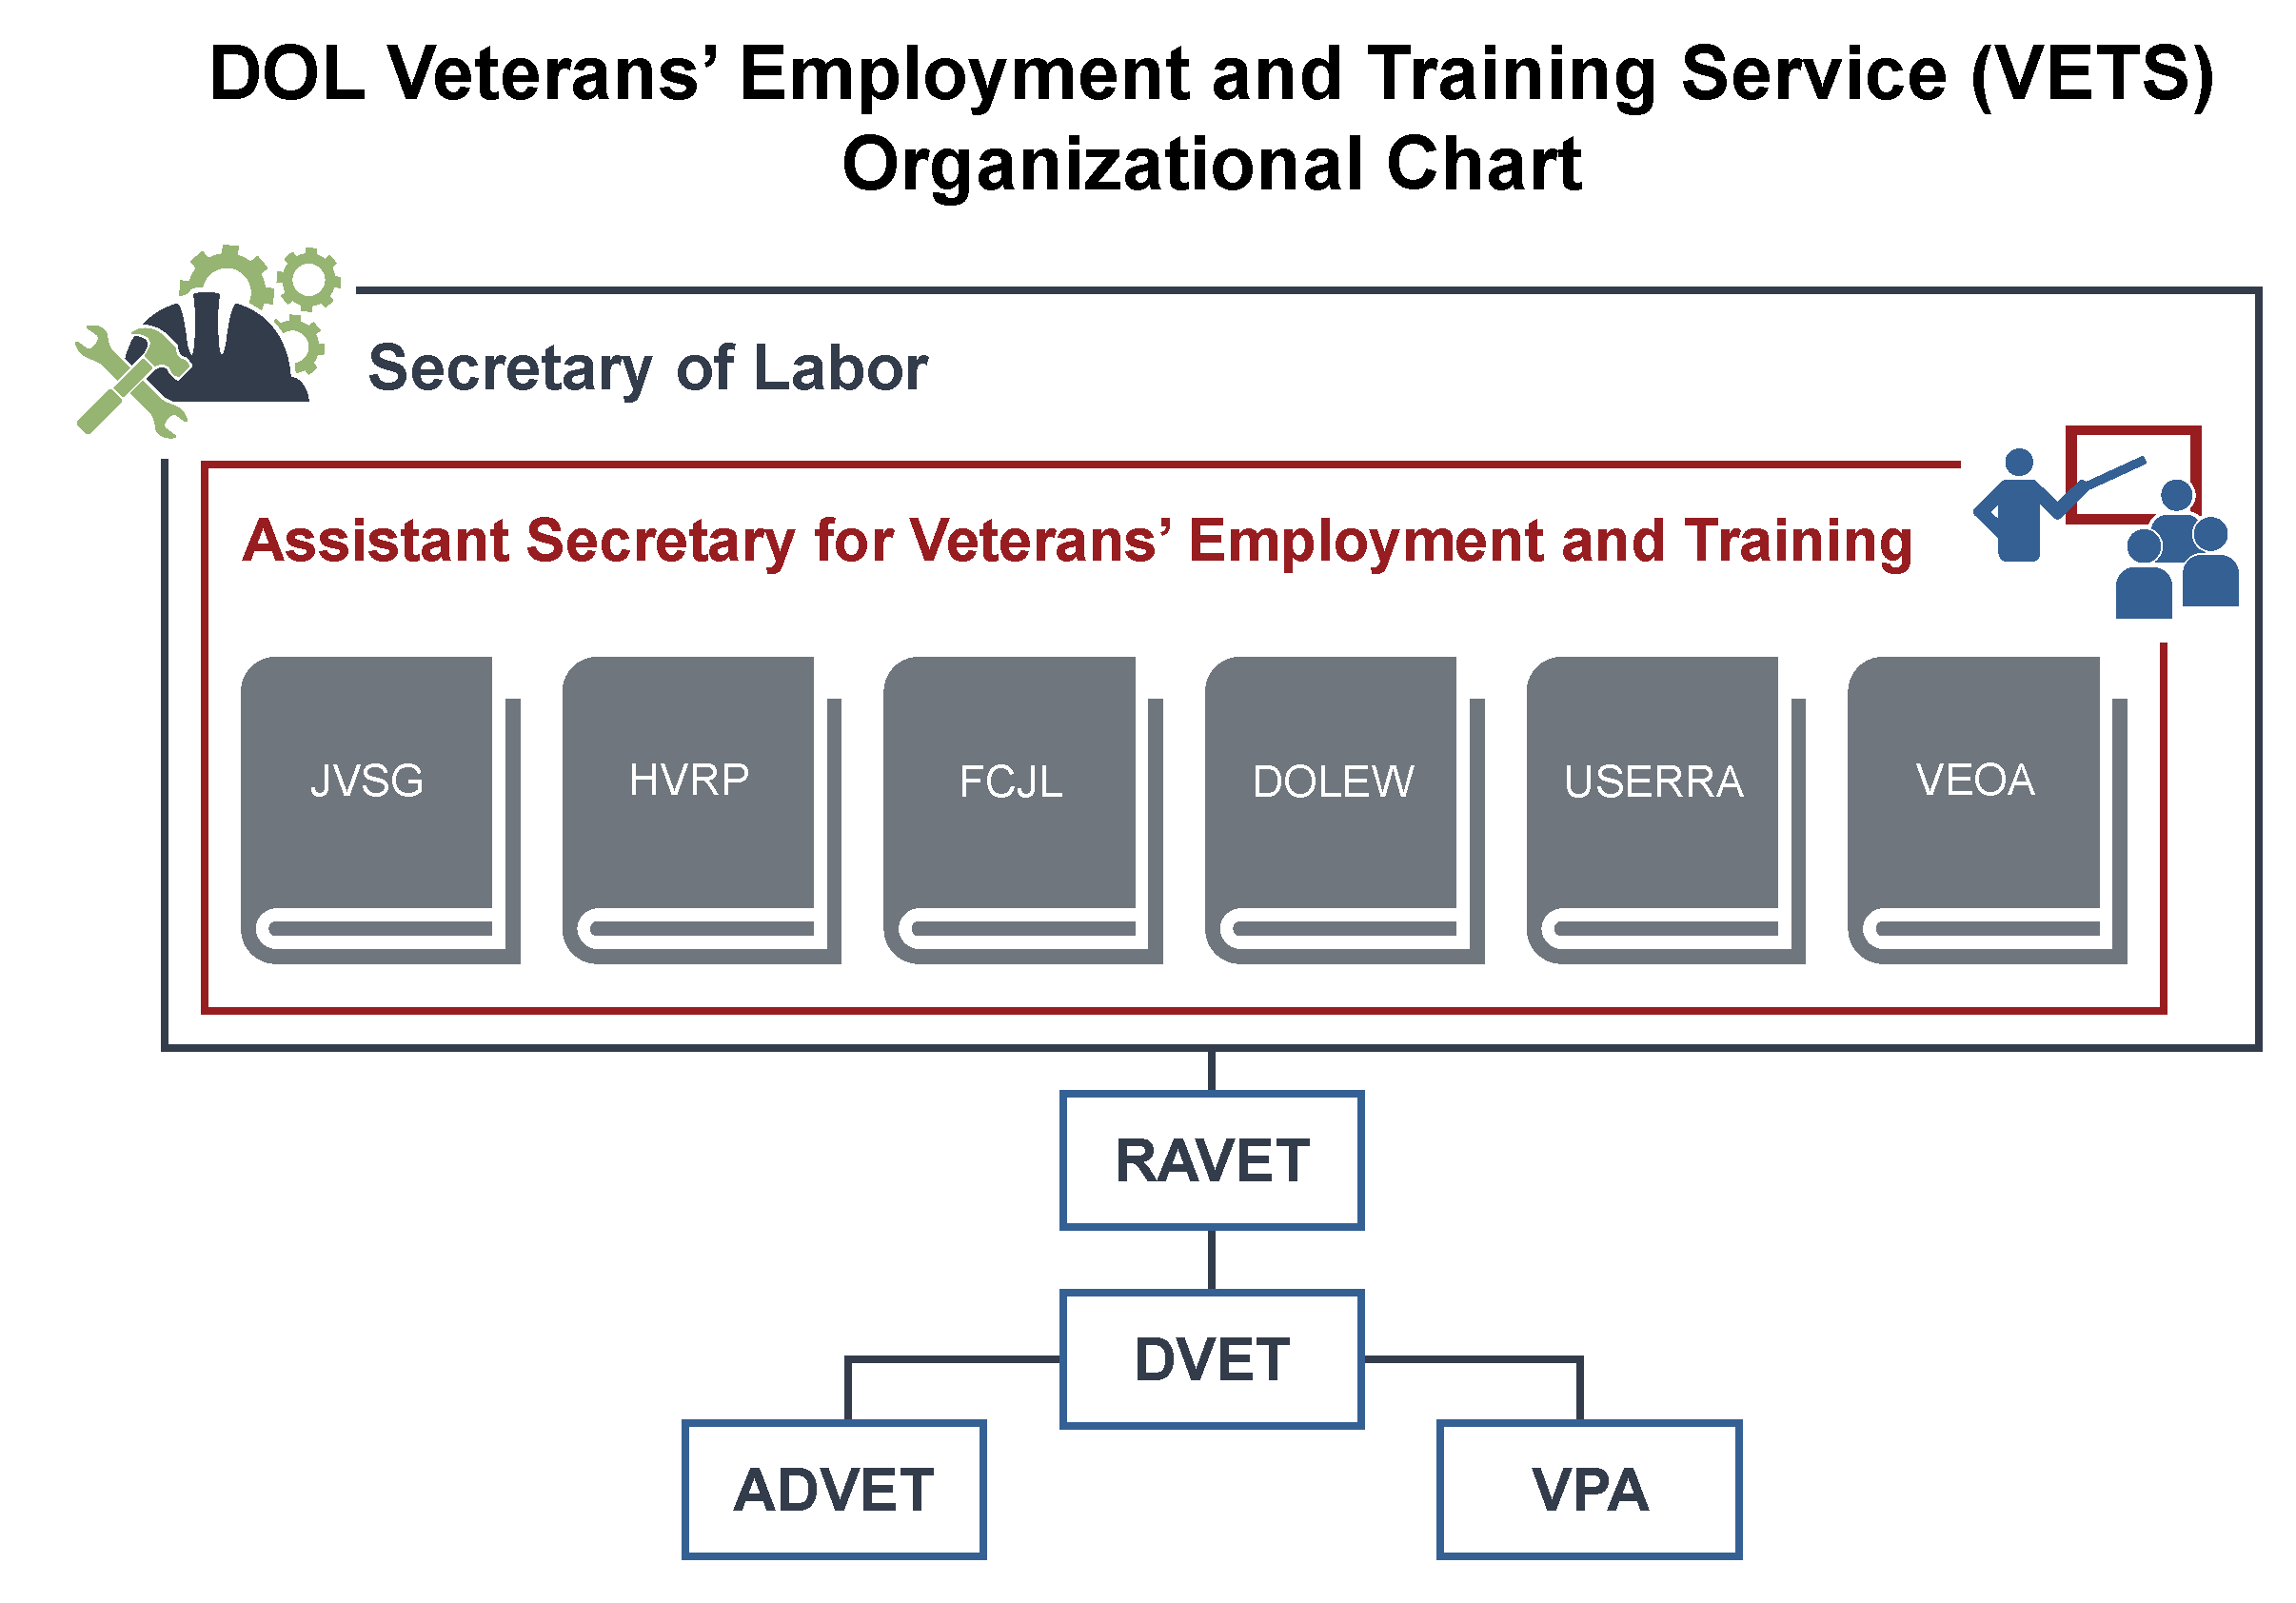 DOL Veterans’ Employment and Training Service (VETS)
Organizational Chart
Secretary of Labor
Assistant Secretary for Veterans’ Employment and Training
JVSG
HVRP
FCJL
DOLEW
USERRA
VEOA
RAVET
DVET
ADVET
VPA